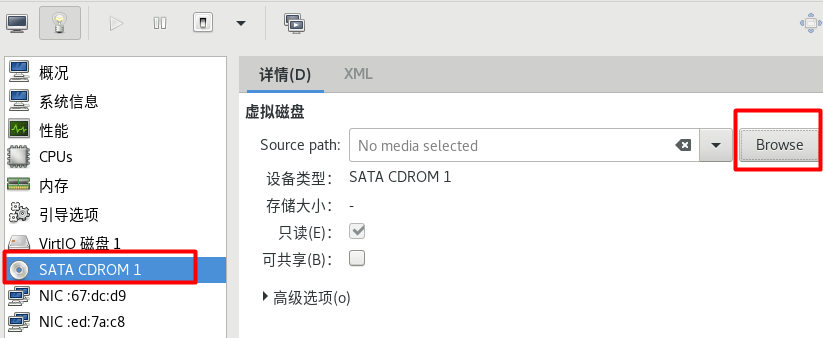 概况
系统信息
性能
CPUs
内存
引导选项
VirtIO 磁盘 1
SATA CDROM 1
NIC :67:dc:d9
NIC :ed:7a:c8
详情(D) XML
虚拟磁盘
Source path: No media selected Browse
设备类型: SATA CDROM 1
存储大小: -
只读(E):
可共享(B):
高级选项(o)